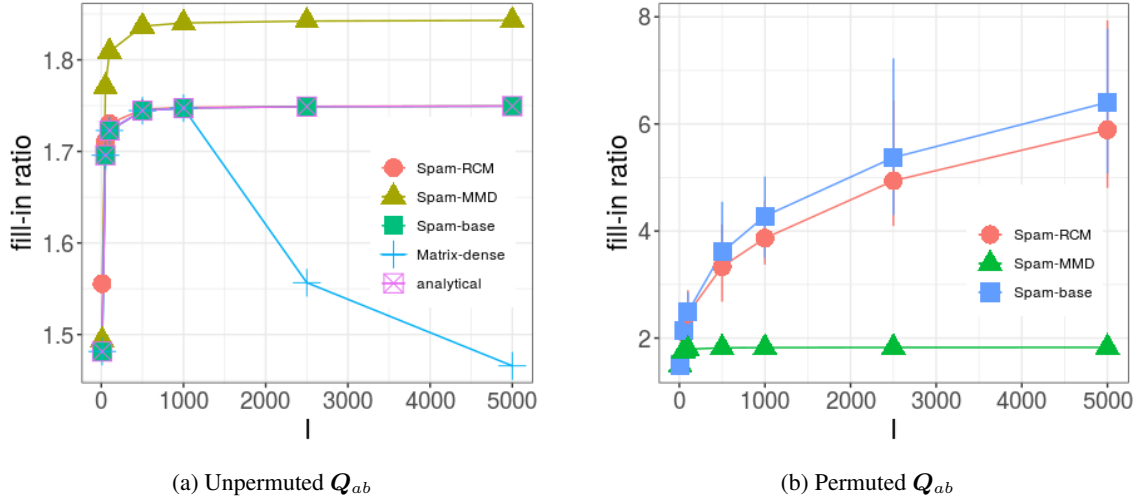 fill-in ratio
1.8
1.7
1.6
1.5
0 1000 2000 3000 4000 5000
l
Spam-RCM
Spam-MMD
Spam-base
Matrix-dense
analytical
(a) Unpermuted Qab
fill-in ratio
8
6
4
2
0 1000 2000 3000 4000 5000
l
Spam-RCM
Spam-MMD
Spam-base
(b) Permuted Qab